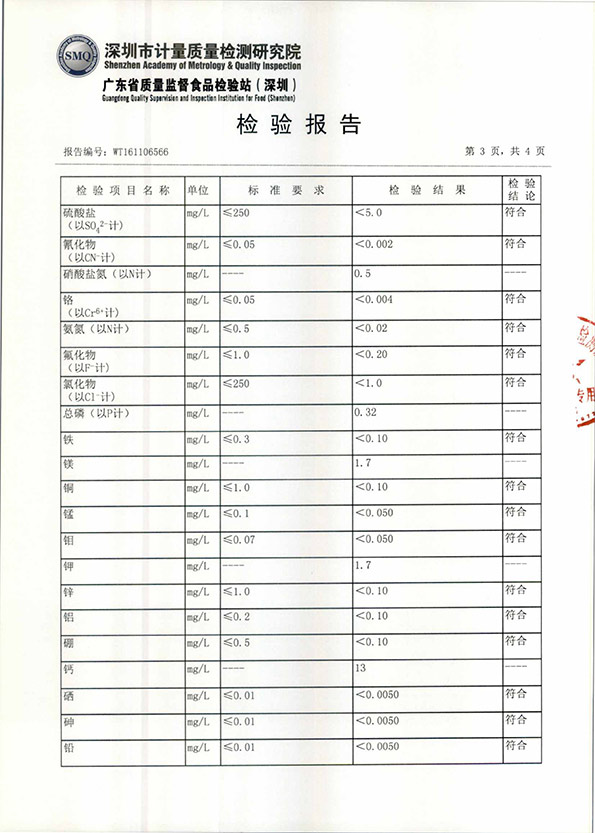 SMQ 深圳市计量质量检测研究院
Shenzhen Academy of Metrology & Quality Inspection
广东省质量监督食品检验站（深圳）
Guangdong Quality Supervision and Inspection Institution for Food (Shenzhen)
检验报告
报告编号：WT161106566 第 3 页，共 4 页
检验项目名称 单位 标准要求 检验结果 检验结论
硫酸盐（以SO₄²⁻计） mg/L ≤250 ＜5.0 符合
氰化物（以CN⁻计） mg/L ≤0.05 ＜0.002 符合
硝酸盐氮（以N计） mg/L ---- 0.5 ----
铬（以Cr⁶⁺计） mg/L ≤0.05 ＜0.004 符合
氨氮（以N计） mg/L ≤0.5 ＜0.02 符合
氟化物（以F⁻计） mg/L ≤1.0 ＜0.20 符合
氯化物（以Cl⁻计） mg/L ≤250 ＜1.0 符合
总磷（以P计） mg/L ---- 0.32 ----
铁 mg/L ≤0.3 ＜0.10 符合
镁 mg/L ---- 1.7 ----
铜 mg/L ≤1.0 ＜0.10 符合
锰 mg/L ≤0.1 ＜0.050 符合
钼 mg/L ≤0.07 ＜0.050 符合
钾 mg/L ---- 1.7 ----
锌 mg/L ≤1.0 ＜0.10 符合
铝 mg/L ≤0.2 ＜0.10 符合
硼 mg/L ≤0.5 ＜0.10 符合
钙 mg/L ---- 13 ----
硒 mg/L ≤0.01 ＜0.0050 符合
砷 mg/L ≤0.01 ＜0.0050 符合
铅 mg/L ≤0.01 ＜0.0050 符合
专用